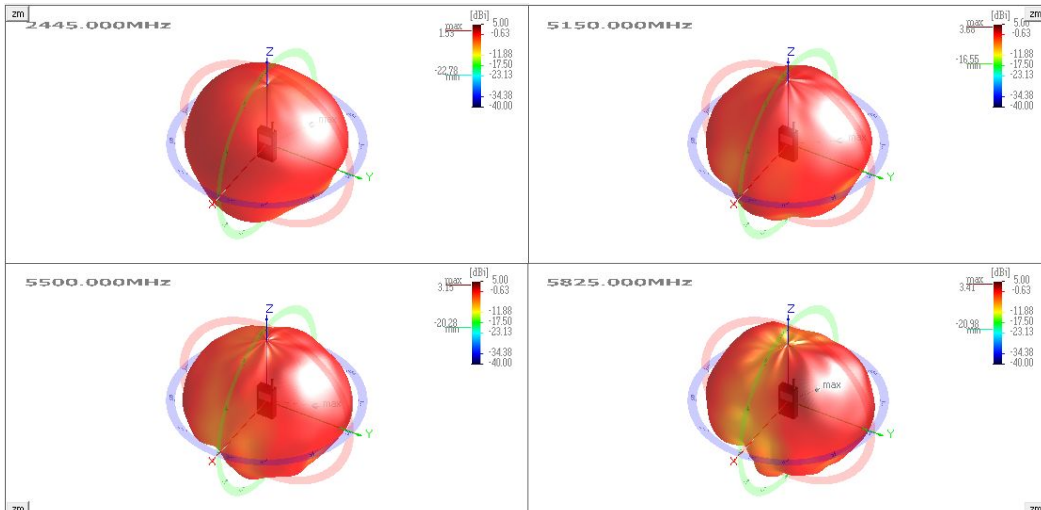 zm
2445.000MHz
[dBi]
max
1.53
5.00
-0.63
-11.88
-17.50
-22.78
min
-23.13
-34.38
-40.00
Z
max
Y
X
zm
5150.000MHz
[dBi]
max
3.68
5.00
-0.63
-11.88
-16.55
min
-17.50
-23.13
-34.38
-40.00
Z
max
Y
X
5500.000MHz
[dBi]
max
3.15
5.00
-0.63
-11.88
-17.50
-20.28
min
-23.13
-34.38
-40.00
Z
max
Y
X
zm
5825.000MHz
[dBi]
max
3.41
5.00
-0.63
-11.88
-17.50
-20.98
min
-23.13
-34.38
-40.00
Z
max
Y
X
zm